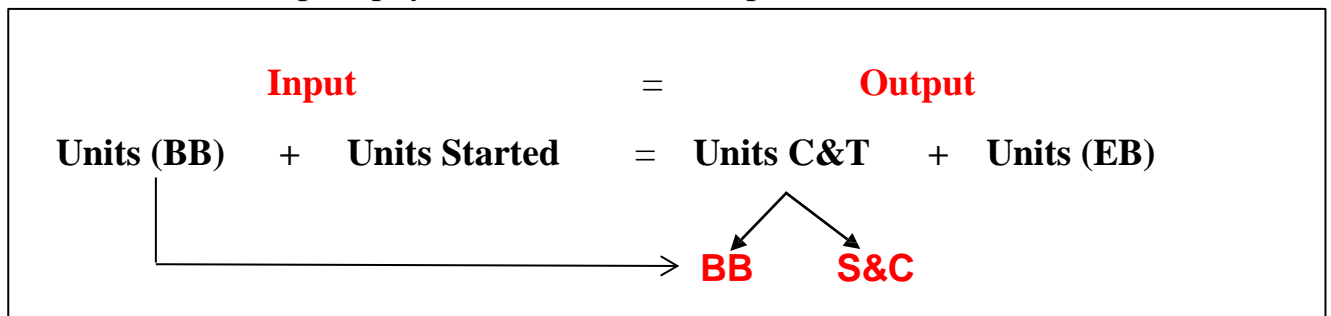 Input = Output
Units (BB) + Units Started = Units C&T + Units (EB)
BB S&C